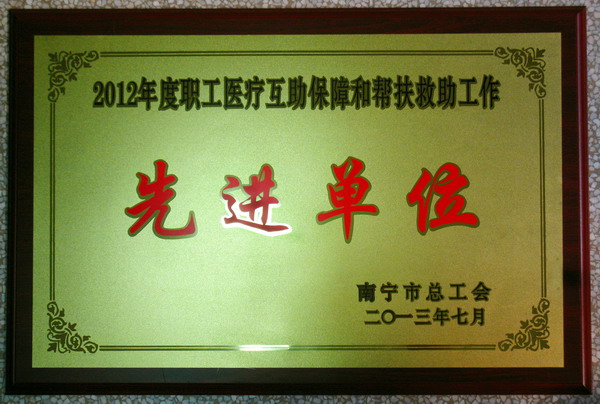 2012年度职工医疗互助保障和帮扶救助工作
先进单位
南宁市总工会
二〇一三年七月